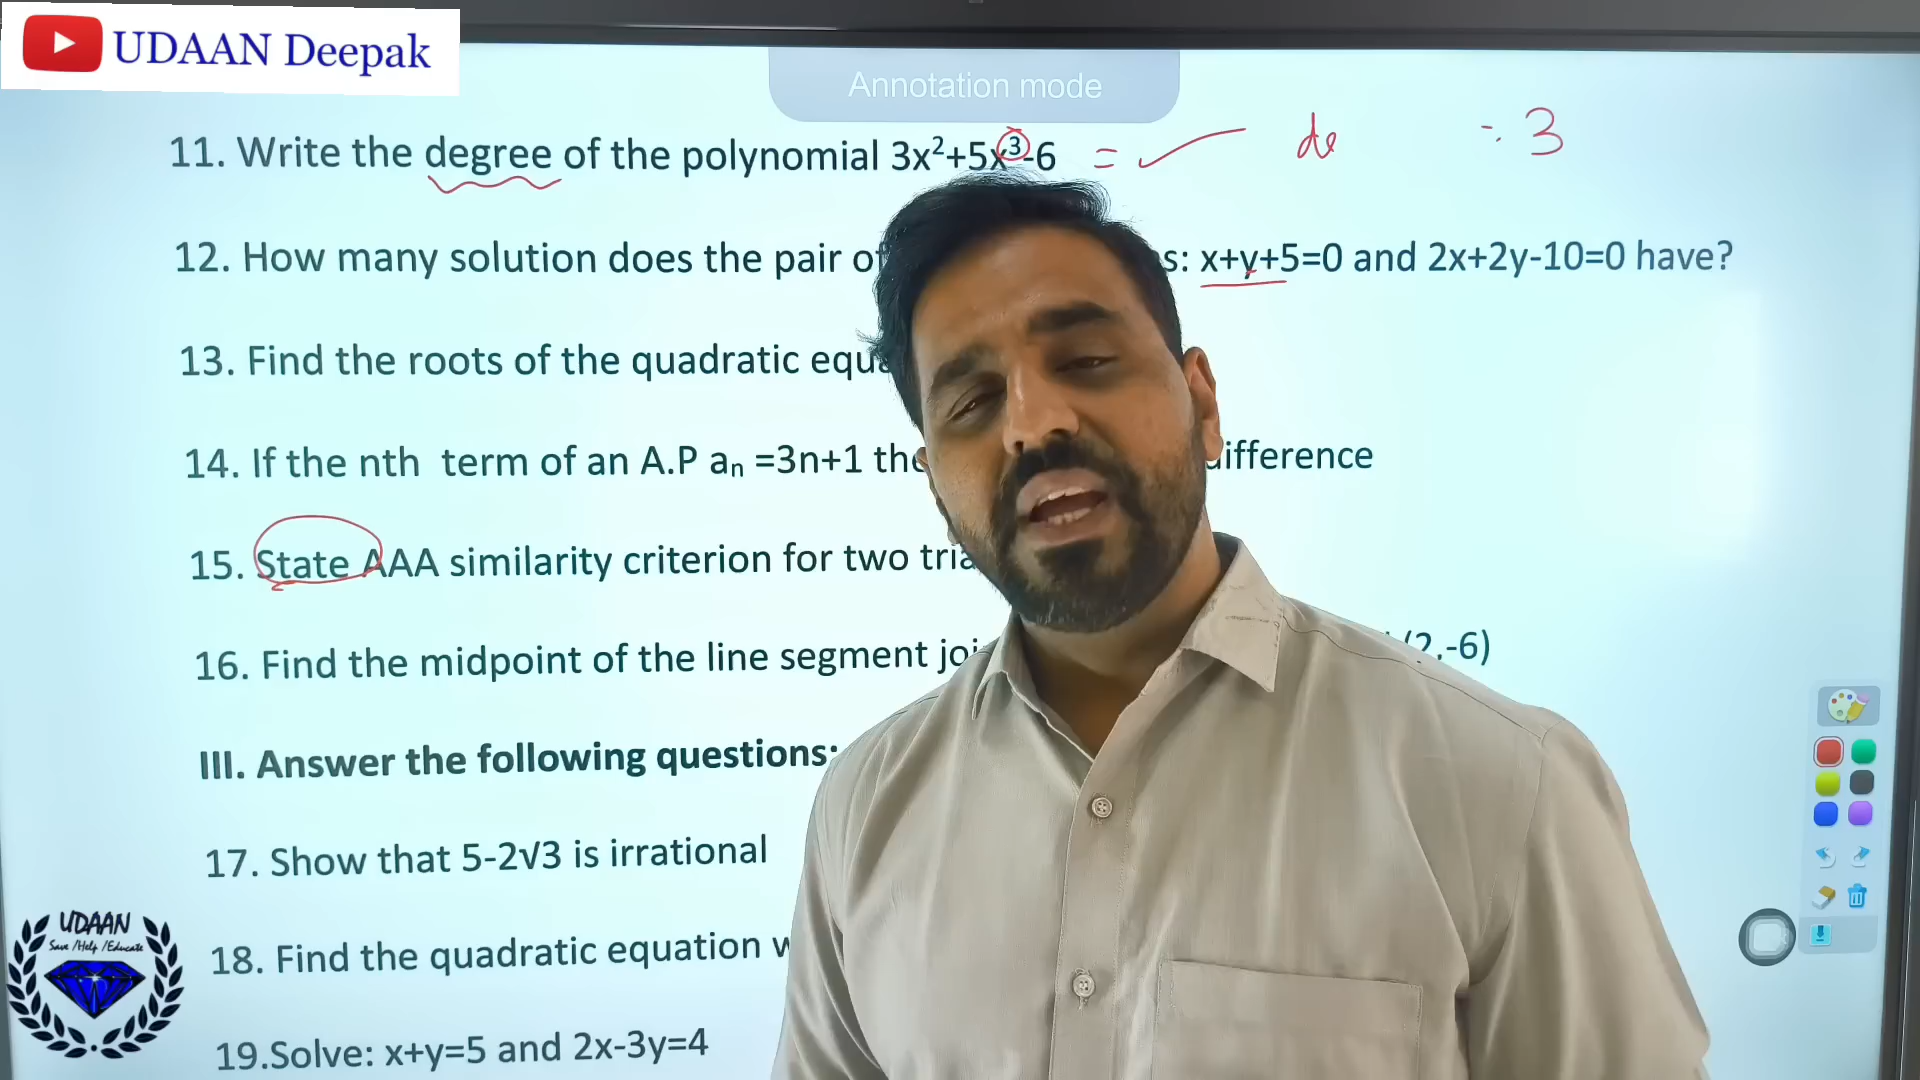 UDAAN Deepak
Annotation mode
11. Write the degree of the polynomial 3x²+5x³-6 = de : 3
12. How many solution does the pair of s: x+y+5=0 and 2x+2y-10=0 have?
13. Find the roots of the quadratic
14. If the nth term of an A.P aₙ =3n+1
15. State AAA similarity criterion for two
16. Find the midpoint of the line segment (2,-6)
III. Answer the following questions:
17. Show that 5-2√3 is irrational
18. Find the quadratic equation
19.Solve: x+y=5 and 2x-3y=4
UDAAN
Save /Help /Educate